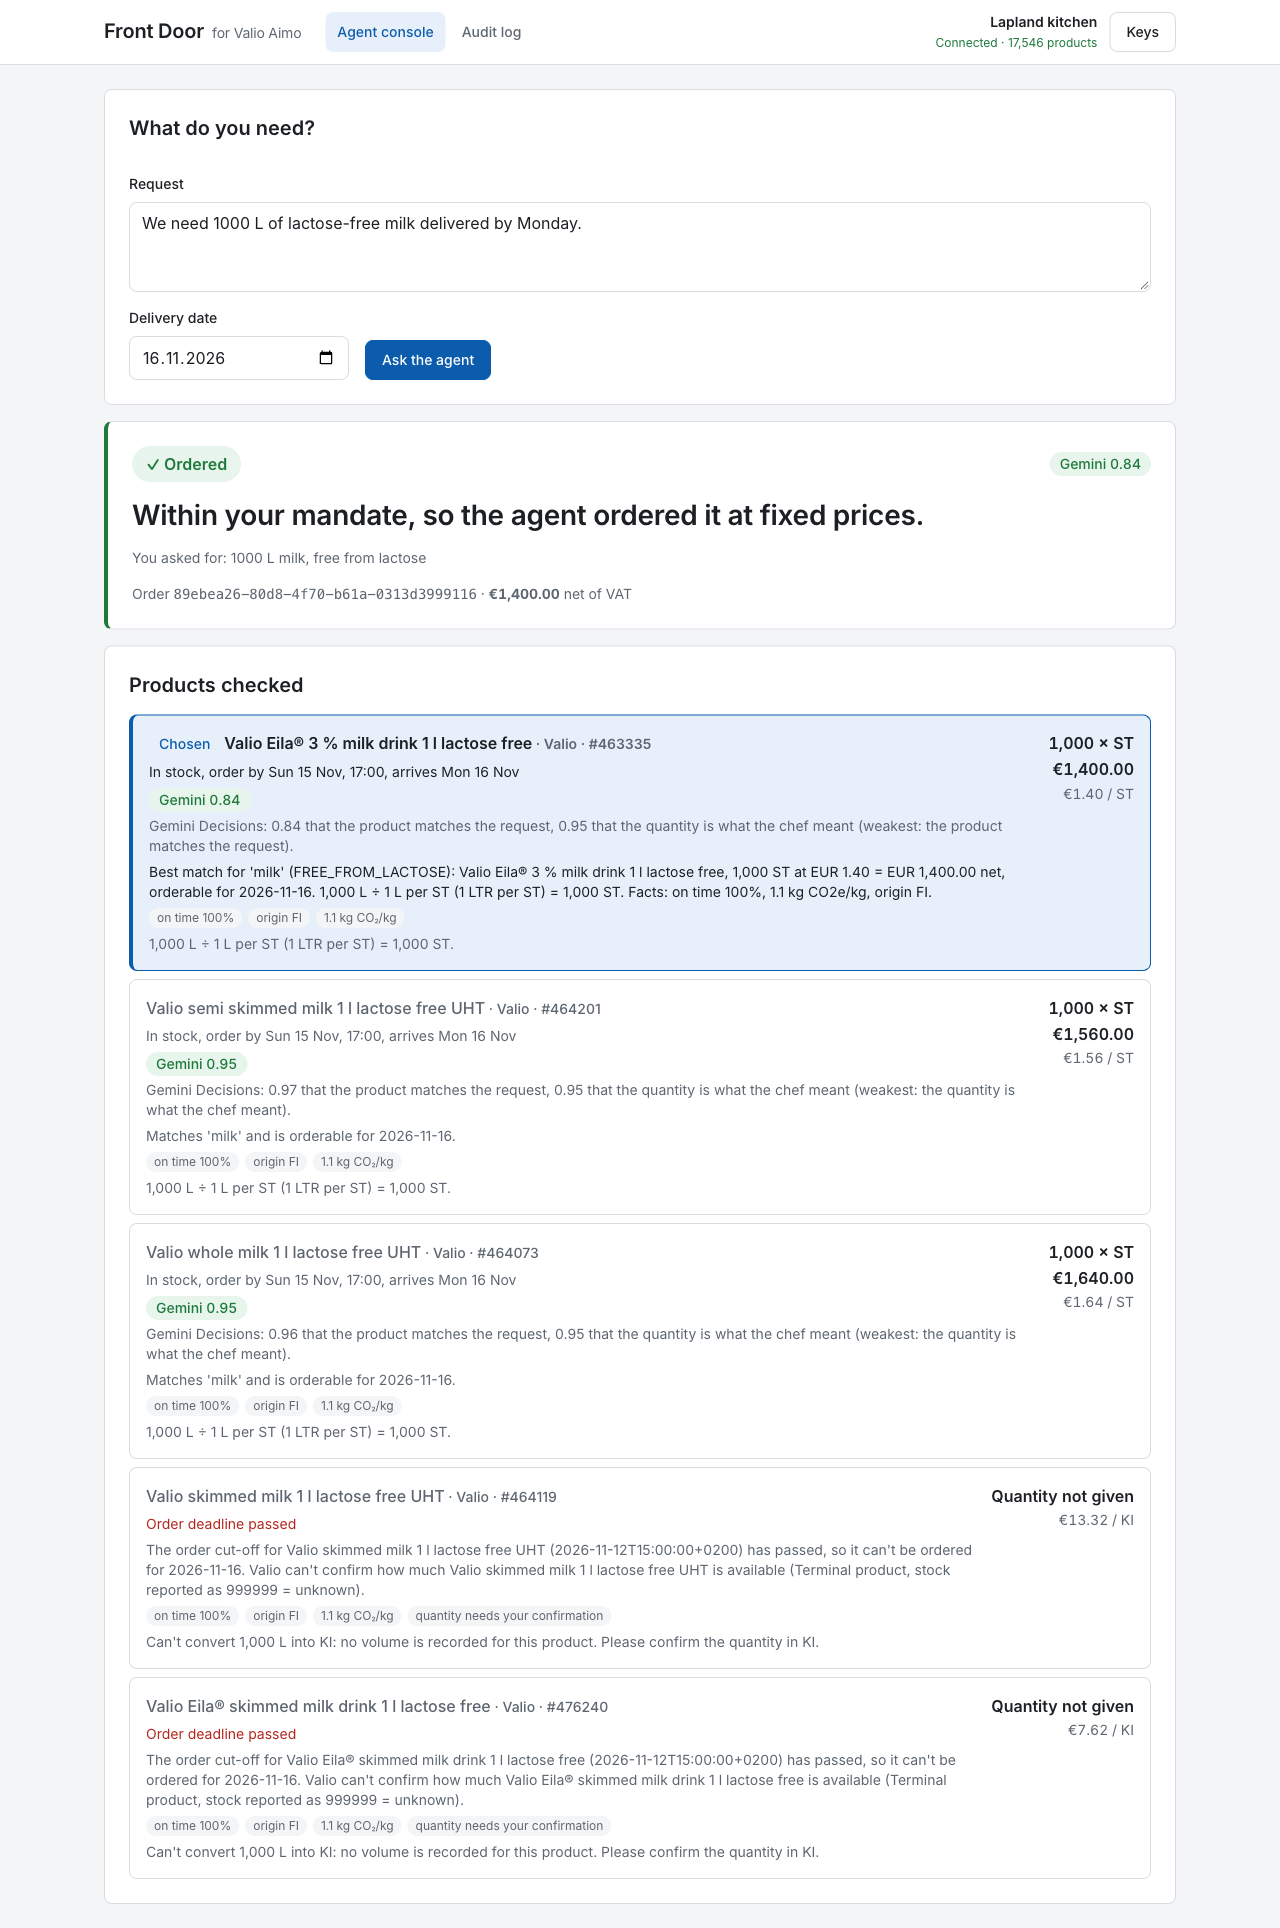 Front Door for Valio Aimo
Agent console
Audit log
Lapland kitchen
Connected · 17,546 products
Keys
What do you need?
Request
We need 1000 L of lactose-free milk delivered by Monday.
Delivery date
16.11.2026
Ask the agent
✓ Ordered
Gemini 0.84
Within your mandate, so the agent ordered it at fixed prices.
You asked for: 1000 L milk, free from lactose
Order 89ebea26-80d8-4f70-b61a-0313d3999116 · €1,400.00 net of VAT
Products checked
Chosen Valio Eila® 3 % milk drink 1 l lactose free · Valio · #463335
1,000 × ST
In stock, order by Sun 15 Nov, 17:00, arrives Mon 16 Nov
€1,400.00
Gemini 0.84
€1.40 / ST
Gemini Decisions: 0.84 that the product matches the request, 0.95 that the quantity is what the chef meant (weakest: the product
matches the request).
Best match for 'milk' (FREE_FROM_LACTOSE): Valio Eila® 3 % milk drink 1 l lactose free, 1,000 ST at EUR 1.40 = EUR 1,400.00 net,
orderable for 2026-11-16. 1,000 L ÷ 1 L per ST (1 LTR per ST) = 1,000 ST. Facts: on time 100%, 1.1 kg CO2e/kg, origin FI.
on time 100% origin FI 1.1 kg CO₂/kg
1,000 L ÷ 1 L per ST (1 LTR per ST) = 1,000 ST.
Valio semi skimmed milk 1 l lactose free UHT · Valio · #464201
1,000 × ST
In stock, order by Sun 15 Nov, 17:00, arrives Mon 16 Nov
€1,560.00
Gemini 0.95
€1.56 / ST
Gemini Decisions: 0.97 that the product matches the request, 0.95 that the quantity is what the chef meant (weakest: the quantity is
what the chef meant).
Matches 'milk' and is orderable for 2026-11-16.
on time 100% origin FI 1.1 kg CO₂/kg
1,000 L ÷ 1 L per ST (1 LTR per ST) = 1,000 ST.
Valio whole milk 1 l lactose free UHT · Valio · #464073
1,000 × ST
In stock, order by Sun 15 Nov, 17:00, arrives Mon 16 Nov
€1,640.00
Gemini 0.95
€1.64 / ST
Gemini Decisions: 0.96 that the product matches the request, 0.95 that the quantity is what the chef meant (weakest: the quantity is
what the chef meant).
Matches 'milk' and is orderable for 2026-11-16.
on time 100% origin FI 1.1 kg CO₂/kg
1,000 L ÷ 1 L per ST (1 LTR per ST) = 1,000 ST.
Valio skimmed milk 1 l lactose free UHT · Valio · #464119
Quantity not given
Order deadline passed
€13.32 / KI
The order cut-off for Valio skimmed milk 1 l lactose free UHT (2026-11-12T15:00:00+0200) has passed, so it can't be ordered
for 2026-11-16. Valio can't confirm how much Valio skimmed milk 1 l lactose free UHT is available (Terminal product, stock
reported as 999999 = unknown).
on time 100% origin FI 1.1 kg CO₂/kg quantity needs your confirmation
Can't convert 1,000 L into KI: no volume is recorded for this product. Please confirm the quantity in KI.
Valio Eila® skimmed milk drink 1 l lactose free · Valio · #476240
Quantity not given
Order deadline passed
€7.62 / KI
The order cut-off for Valio Eila® skimmed milk drink 1 l lactose free (2026-11-12T15:00:00+0200) has passed, so it can't be
ordered for 2026-11-16. Valio can't confirm how much Valio Eila® skimmed milk drink 1 l lactose free is available (Terminal
product, stock reported as 999999 = unknown).
on time 100% origin FI 1.1 kg CO₂/kg quantity needs your confirmation
Can't convert 1,000 L into KI: no volume is recorded for this product. Please confirm the quantity in KI.